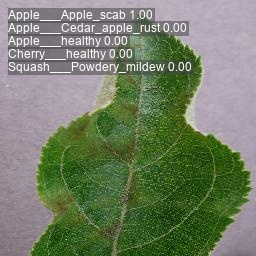 Apple___Apple_scab 1.00
Apple___Cedar_apple_rust 0.00
Apple___healthy 0.00
Cherry___healthy 0.00
Squash___Powdery_mildew 0.00